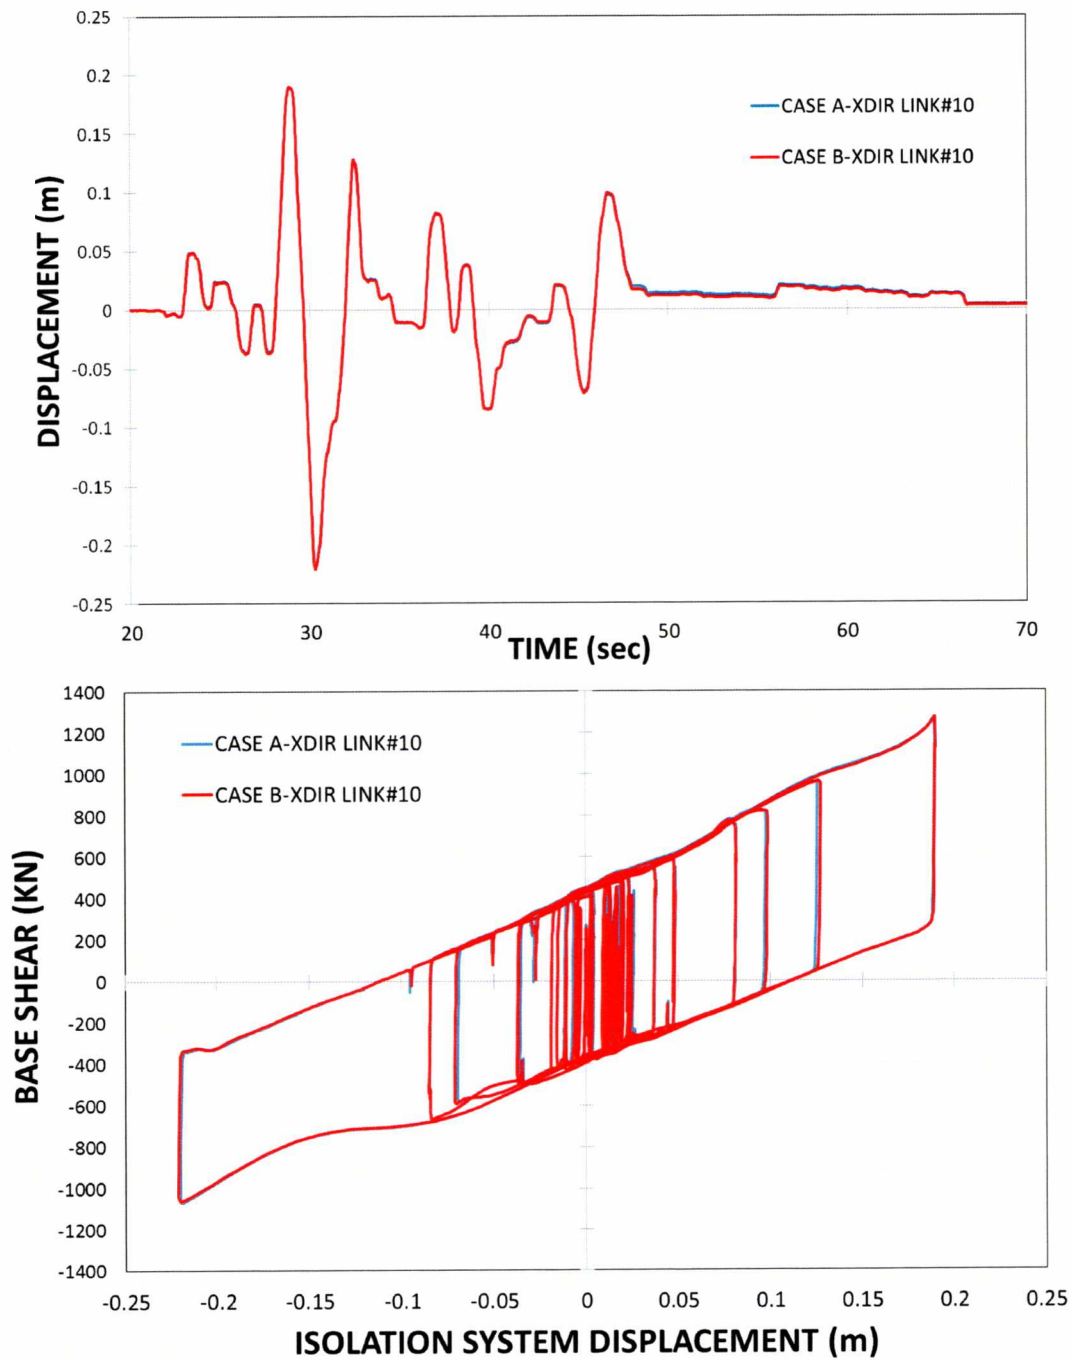 0.25
0.2
0.15
0.1
0.05
0
-0.05
-0.1
-0.15
-0.2
-0.25
DISPLACEMENT (m)
CASE A-XDIR LINK#10
CASE B-XDIR LINK#10
20 30 40 50 60 70
TIME (sec)
1400
1200
1000
800
600
400
200
0
-200
-400
-600
-800
-1000
-1200
-1400
BASE SHEAR (KN)
CASE A-XDIR LINK#10
CASE B-XDIR LINK#10
-0.25 -0.2 -0.15 -0.1 -0.05 0 0.05 0.1 0.15 0.2 0.25
ISOLATION SYSTEM DISPLACEMENT (m)